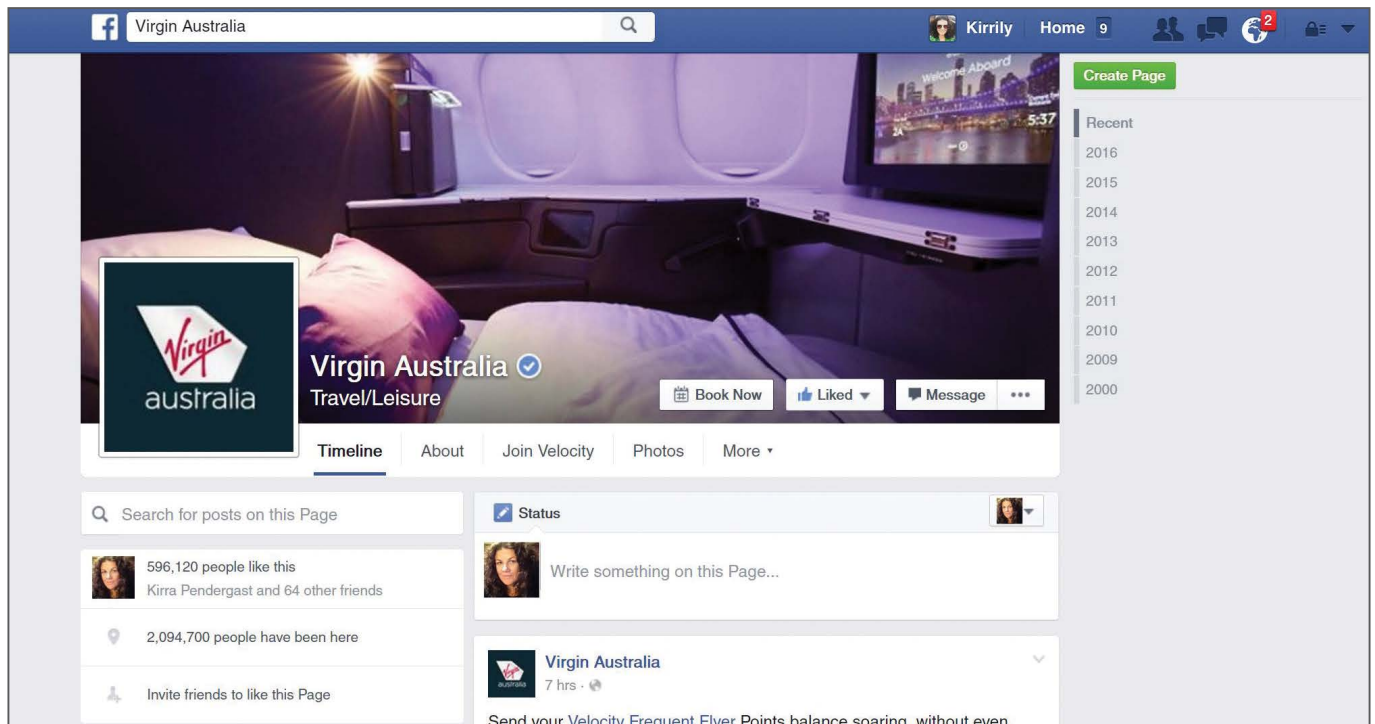 Virgin Australia
Kirrily
Home 9
2
Welcome Aboard
5:37
2A
Create Page
Recent
2016
2015
2014
2013
2012
2011
2010
2009
2000
Virgin
australia
Virgin Australia
Travel/Leisure
Book Now
Liked
Message
Timeline
About
Join Velocity
Photos
More
Search for posts on this Page
596,120 people like this
Kirra Pendergast and 64 other friends
2,094,700 people have been here
Invite friends to like this Page
Status
Write something on this Page...
Virgin
australia
Virgin Australia
7 hrs ·
Send your Velocity Frequent Flyer Points balance soaring, without even